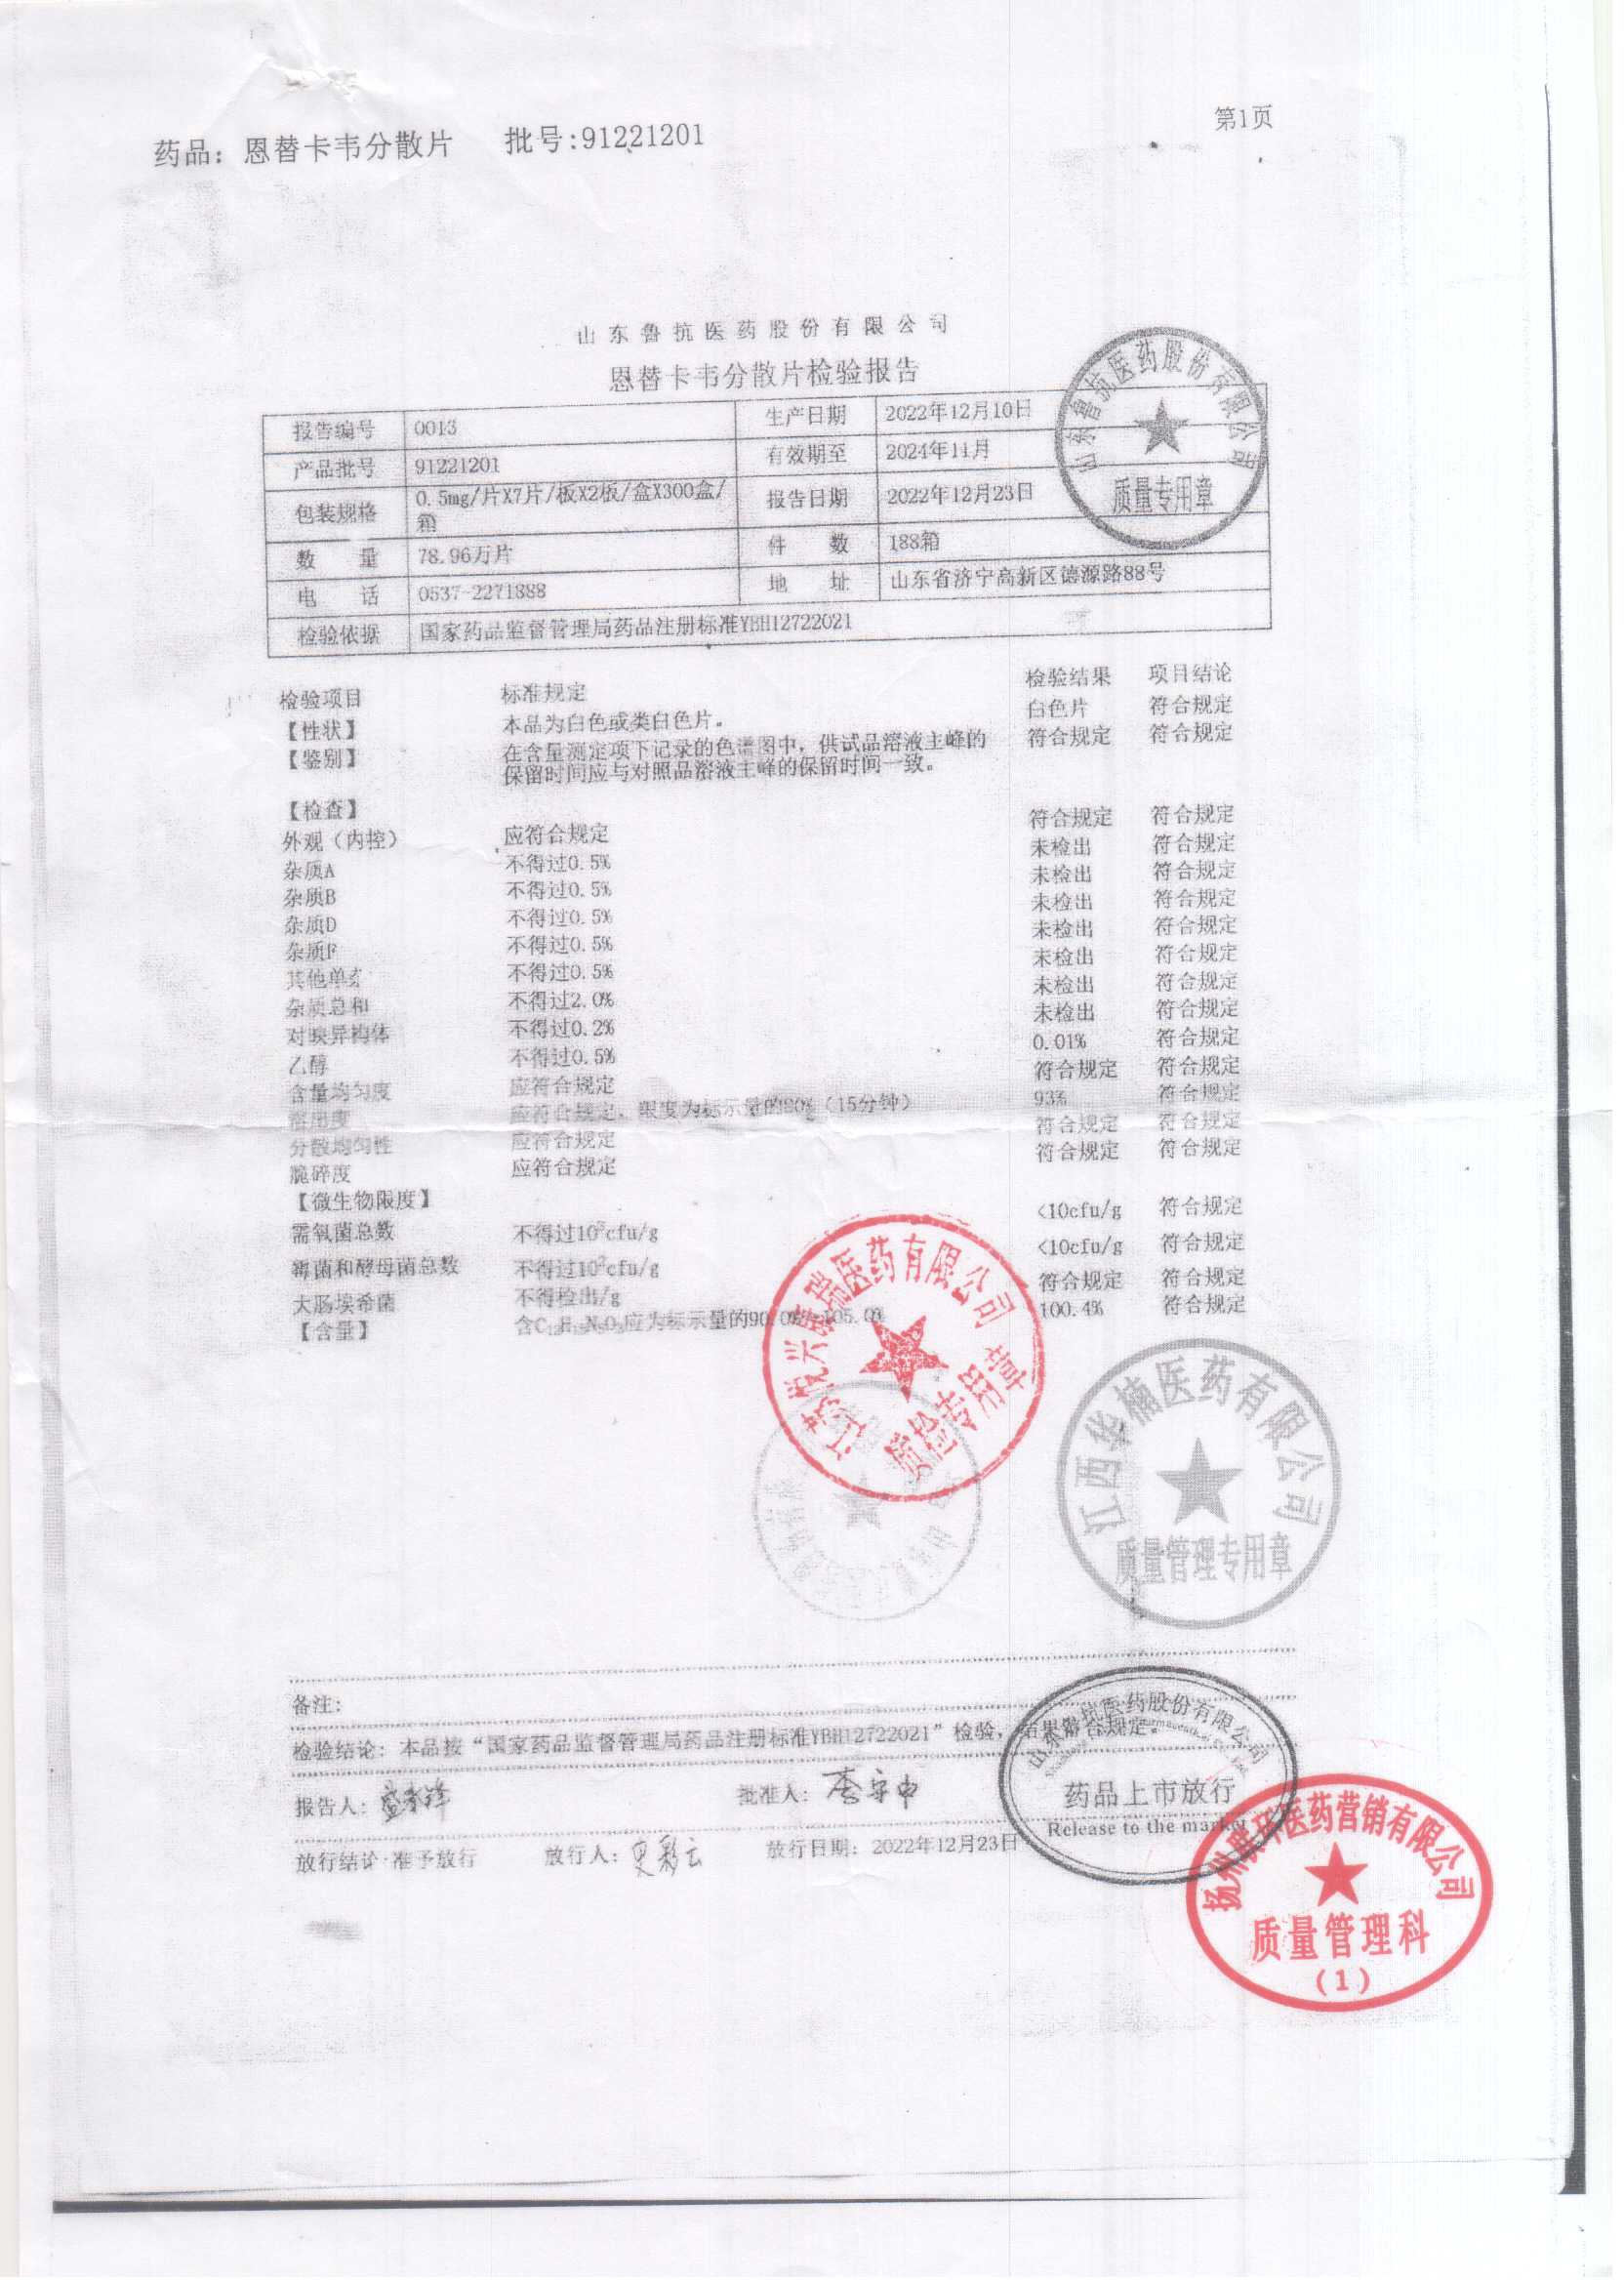 第1页
药品：恩替卡韦分散片 批号:91221201
山东鲁抗医药股份有限公司
恩替卡韦分散片检验报告
报告编号 0013 生产日期 2022年12月10日
产品批号 91221201 有效期至 2024年11月
包装规格 0.5mg/片X7片/板X2板/盒X300盒/箱 报告日期 2022年12月23日
数 量 78.96万片 件 数 188箱
电 话 0537-2271888 地 址 山东省济宁高新区德源路88号
检验依据 国家药品监督管理局药品注册标准YBH12722021
山东鲁抗医药股份有限公司
质量专用章
检验项目 标准规定 检验结果 项目结论
【性状】 本品为白色或类白色片。 白色片 符合规定
【鉴别】 在含量测定项下记录的色谱图中，供试品溶液主峰的 符合规定 符合规定
保留时间应与对照品溶液主峰的保留时间一致。
【检查】
外观（内控） 应符合规定 符合规定 符合规定
杂质A 不得过0.5% 未检出 符合规定
杂质B 不得过0.5% 未检出 符合规定
杂质D 不得过0.5% 未检出 符合规定
杂质F 不得过0.5% 未检出 符合规定
其他单杂 不得过0.5% 未检出 符合规定
杂质总和 不得过2.0% 未检出 符合规定
对映异构体 不得过0.2% 未检出 符合规定
乙醇 不得过0.5% 0.01% 符合规定
含量均匀度 应符合规定 符合规定 符合规定
溶出度 应符合规定，限度为标示量的80%（15分钟） 93% 符合规定
分散均匀性 应符合规定 符合规定 符合规定
脆碎度 应符合规定 符合规定 符合规定
【微生物限度】
需氧菌总数 不得过10³cfu/g <10cfu/g 符合规定
霉菌和酵母菌总数 不得过10²cfu/g <10cfu/g 符合规定
大肠埃希菌 不得检出/g 符合规定 符合规定
【含量】 含C₁₂H₁₅N₅O₃应为标示量的90.0%~105.0% 100.4% 符合规定
医药有限公司
质检专用章
江西华楠医药有限公司
质量管理专用章
备注：
检验结论：本品按“国家药品监督管理局药品注册标准YBH12722021”检验，结果符合规定。
报告人： 批准人：李守申
放行结论:准予放行 放行人： 放行日期：2022年12月23日
山东鲁抗医药股份有限公司
药品上市放行
Release to the market
扬州 医药营销有限公司
质量管理科
(1)